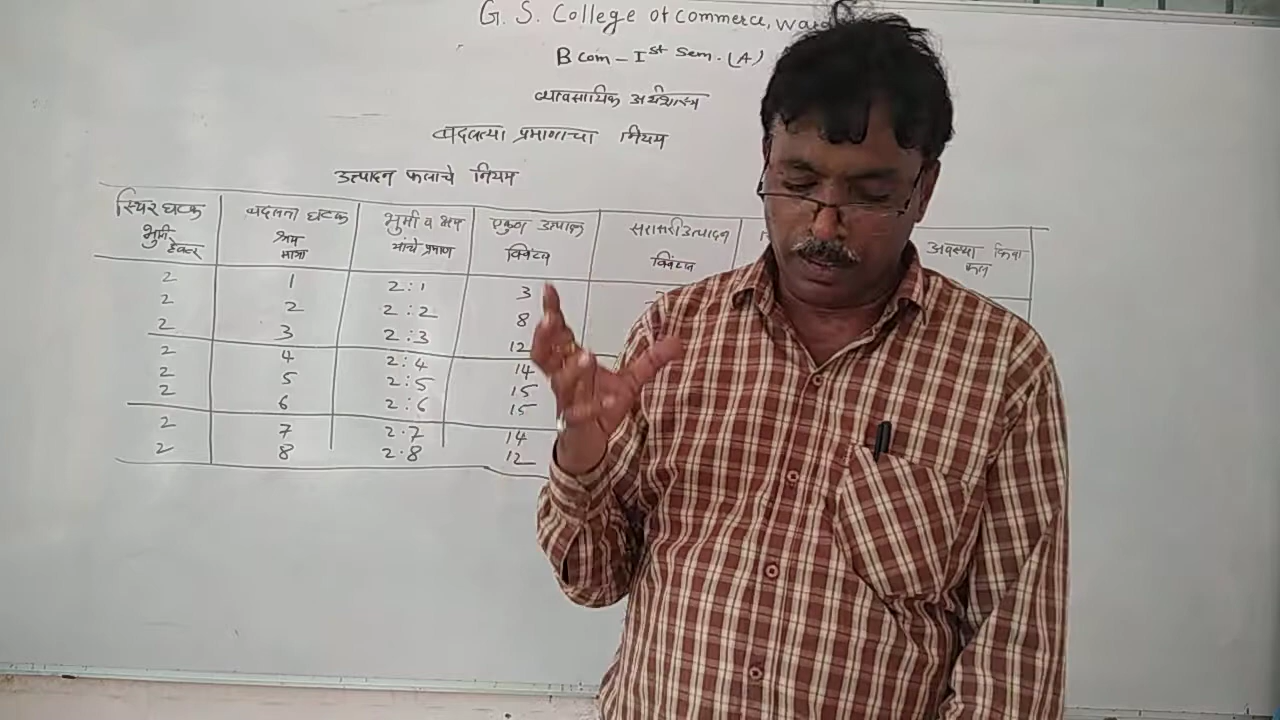 G. S. College of Commerce,
B Com - Ist Sem. (A)
व्यावसायिक अर्थशास्त्र
बदलत्या प्रमाणाचा नियम
उत्पादन फलाचे नियम
स्थिर घटक बदलता घटक भुमी व श्रम एकुण उत्पादन सरासरी उत्पादन अवस्था किंवा
भुमी हेक्टर श्रम मात्रा यांचे प्रमाण क्विंटल क्विंटल फल
2 1 2:1 3
2 2 2:2 8
2 3 2:3 12
2 4 2:4 14
2 5 2:5 15
2 6 2:6 15
2 7 2.7 14
2 8 2.8 12